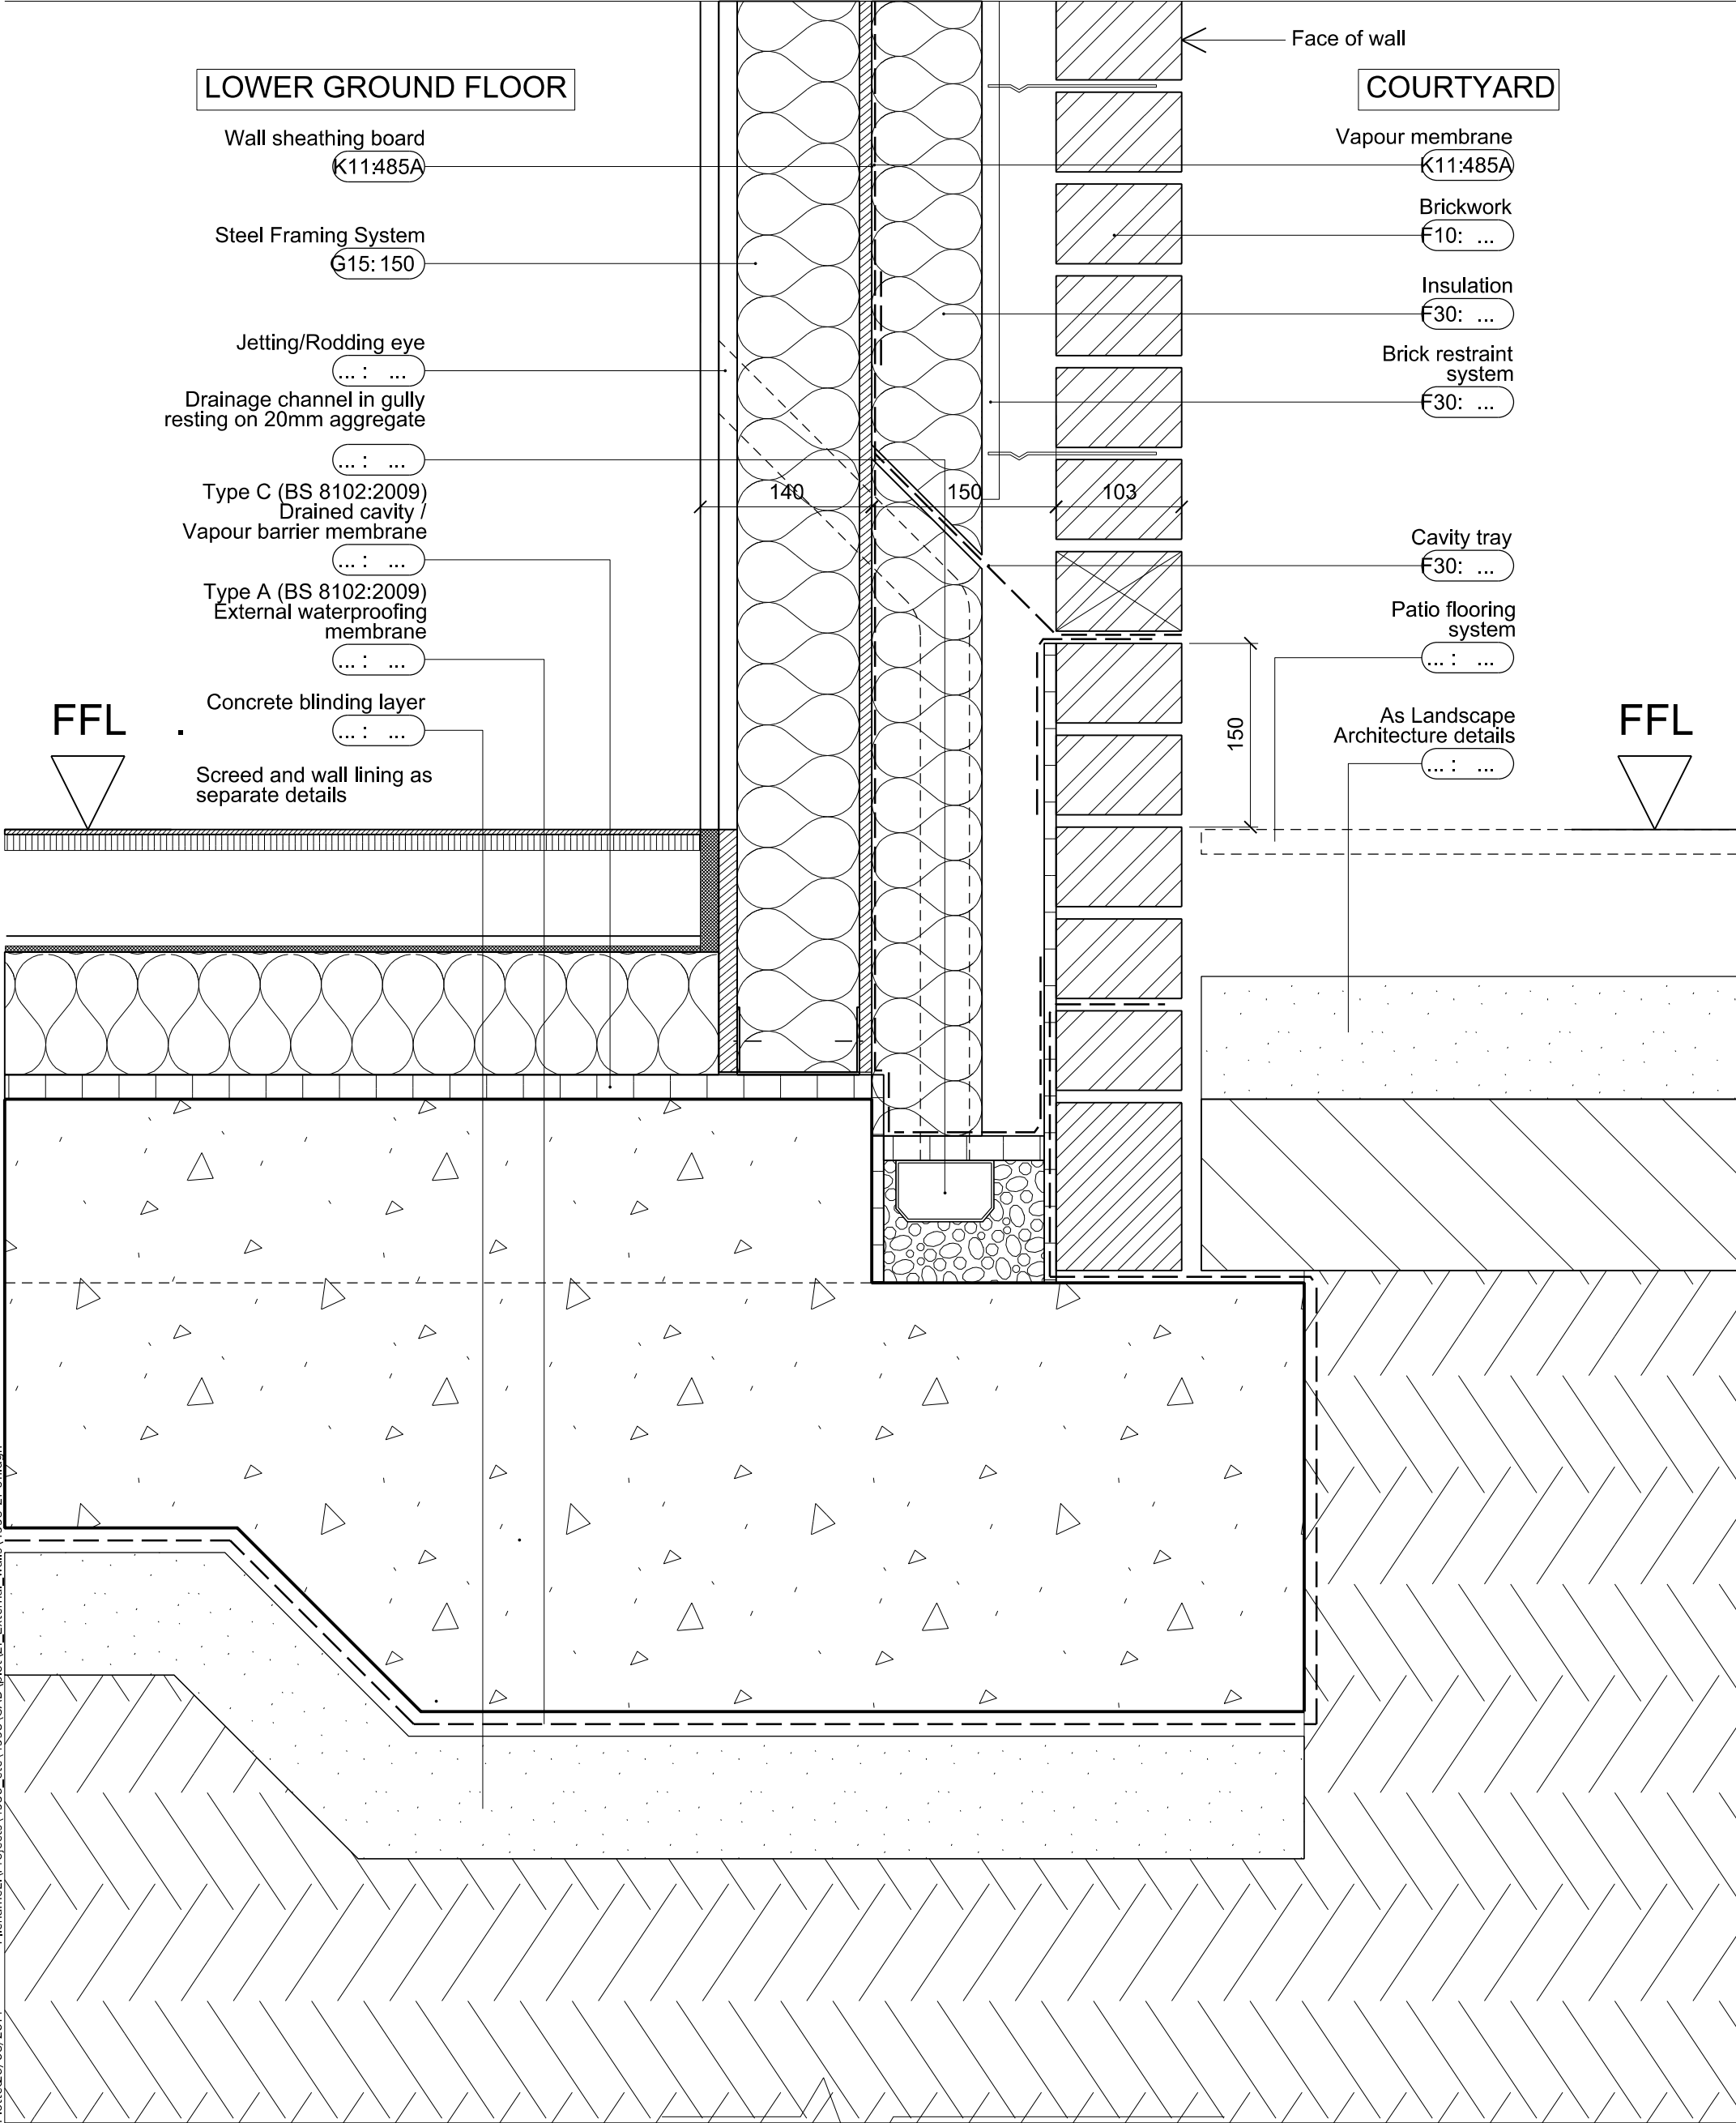 LOWER GROUND FLOOR
Wall sheathing board
K11:485A
Steel Framing System
G15: 150
Jetting/Rodding eye
... : ...
Drainage channel in gully
resting on 20mm aggregate
... : ...
Type C (BS 8102:2009)
Drained cavity /
Vapour barrier membrane
... : ...
Type A (BS 8102:2009)
External waterproofing
membrane
... : ...
Concrete blinding layer
... : ...
Screed and wall lining as
separate details
FFL .
140
150
103
150
Face of wall
COURTYARD
Vapour membrane
K11:485A
Brickwork
F10: ...
Insulation
F30: ...
Brick restraint
system
F30: ...
Cavity tray
F30: ...
Patio flooring
system
... : ...
As Landscape
Architecture details
... : ...
FFL